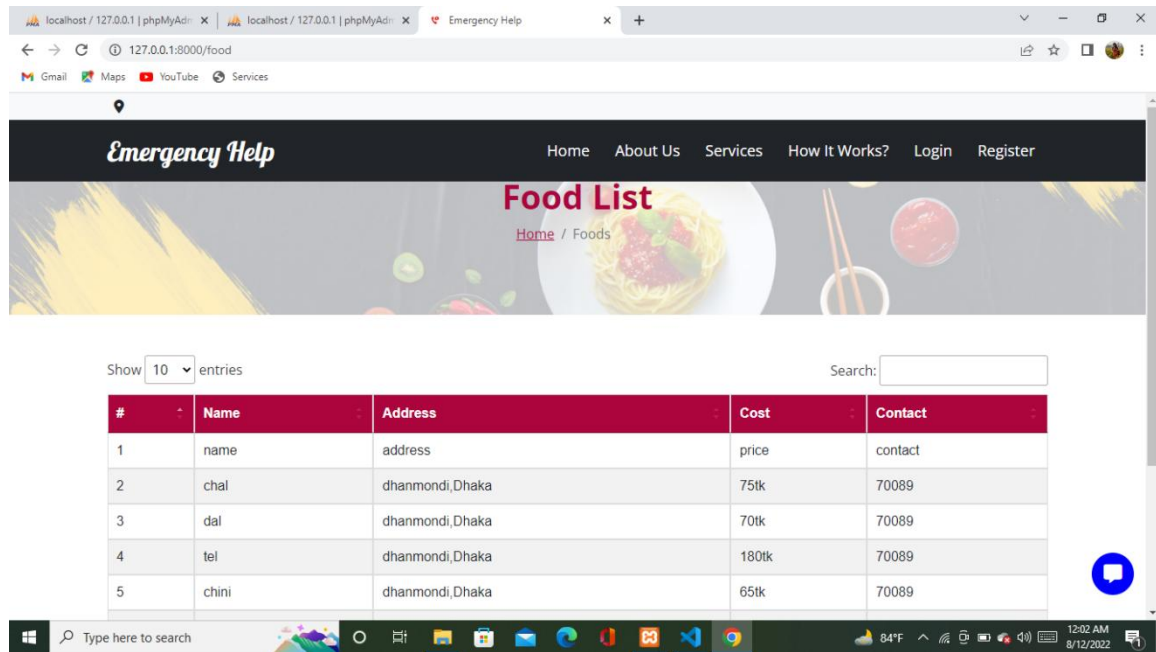 localhost / 127.0.0.1 | phpMyAdn localhost / 127.0.0.1 | phpMyAdn Emergency Help
127.0.0.1:8000/food
Gmail Maps YouTube Services
Emergency Help Home About Us Services How It Works? Login Register
Food List
Home / Foods
Show 10 entries Search:
# Name Address Cost Contact
1 name address price contact
2 chal dhanmondi,Dhaka 75tk 70089
3 dal dhanmondi,Dhaka 70tk 70089
4 tel dhanmondi,Dhaka 180tk 70089
5 chini dhanmondi,Dhaka 65tk 70089
Type here to search 84°F 12:02 AM
8/12/2022